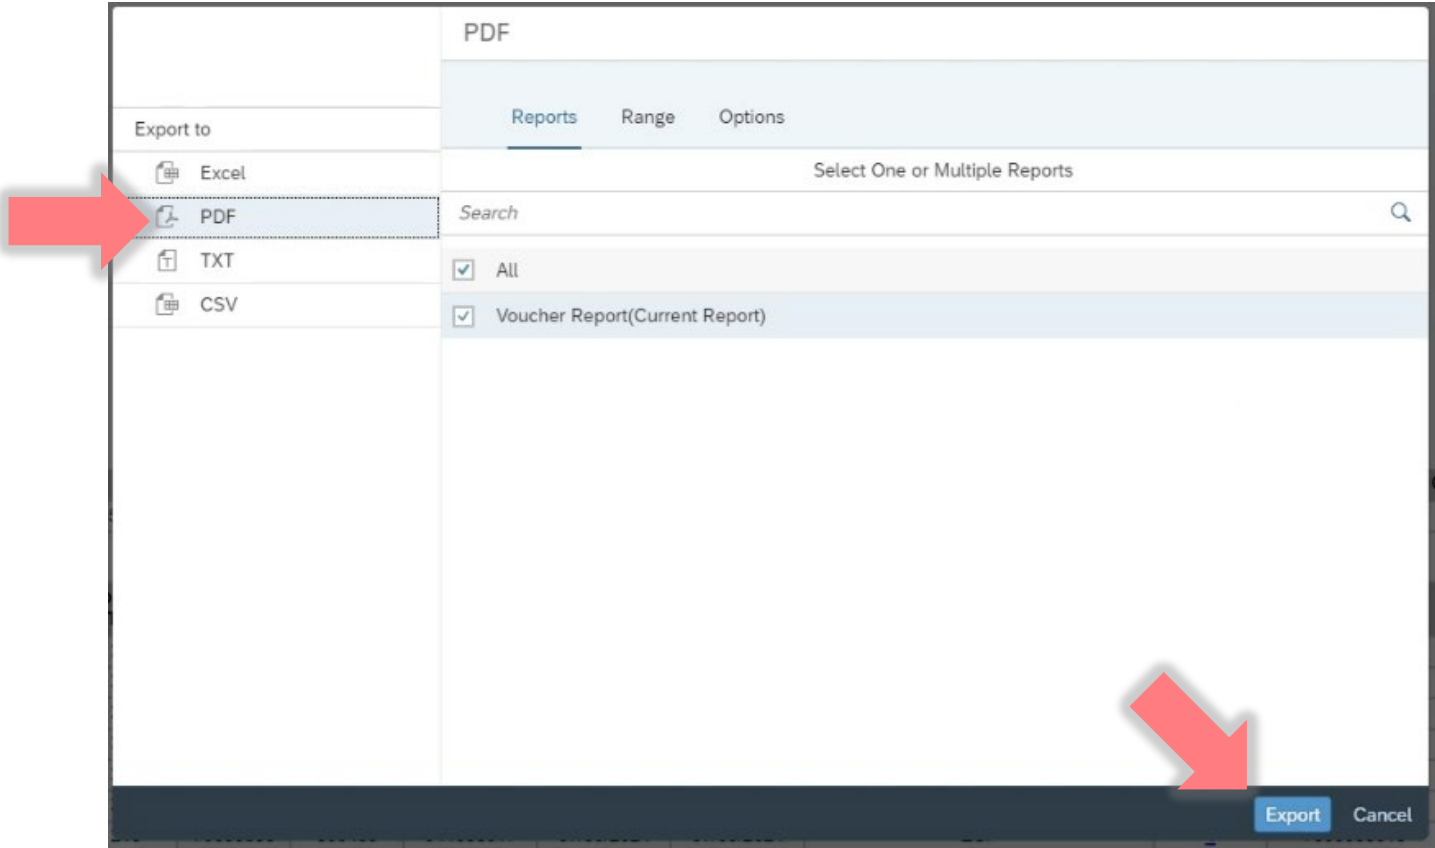 PDF
Export to
Reports Range Options
Excel
Select One or Multiple Reports
PDF
Search
TXT
All
CSV
Voucher Report(Current Report)
Export Cancel